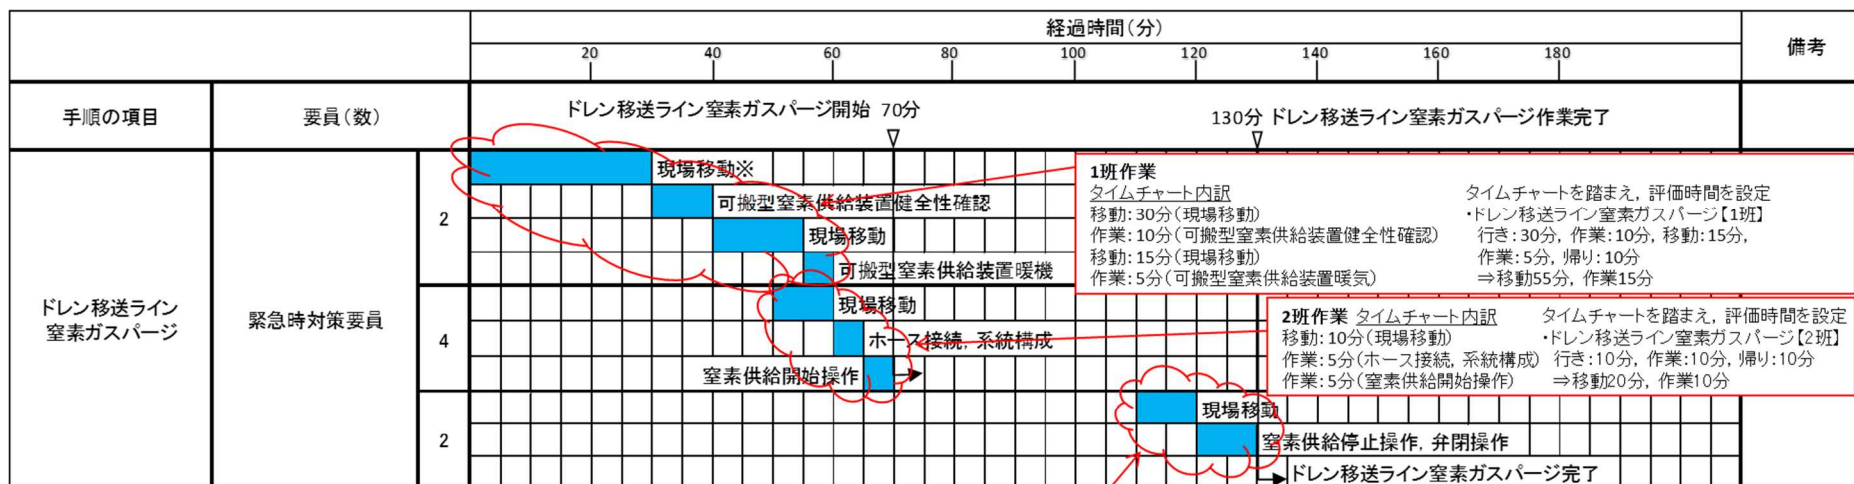 経過時間(分)
備考
20 40 60 80 100 120 140 160 180
手順の項目
要員(数)
ドレン移送ライン窒素ガスパージ開始 70分
130分 ドレン移送ライン窒素ガスパージ作業完了
ドレン移送ライン
窒素ガスパージ
緊急時対策要員
2
現場移動※
可搬型窒素供給装置健全性確認
現場移動
可搬型窒素供給装置暖機
4
現場移動
ホース接続，系統構成
窒素供給開始操作
2
現場移動
窒素供給停止操作，弁閉操作
ドレン移送ライン窒素ガスパージ完了
1班作業
タイムチャート内訳
移動:30分(現場移動)
作業:10分(可搬型窒素供給装置健全性確認)
移動:15分(現場移動)
作業:5分(可搬型窒素供給装置暖気)
タイムチャートを踏まえ，評価時間を設定
・ドレン移送ライン窒素ガスパージ【1班】
行き:30分，作業:10分，移動:15分，
作業:5分，帰り:10分
⇒移動55分，作業15分
2班作業 タイムチャート内訳
移動:10分(現場移動)
作業:5分(ホース接続，系統構成)
作業:5分(窒素供給開始操作)
タイムチャートを踏まえ，評価時間を設定
・ドレン移送ライン窒素ガスパージ【2班】
行き:10分，作業:10分，帰り:10分
⇒移動20分，作業10分